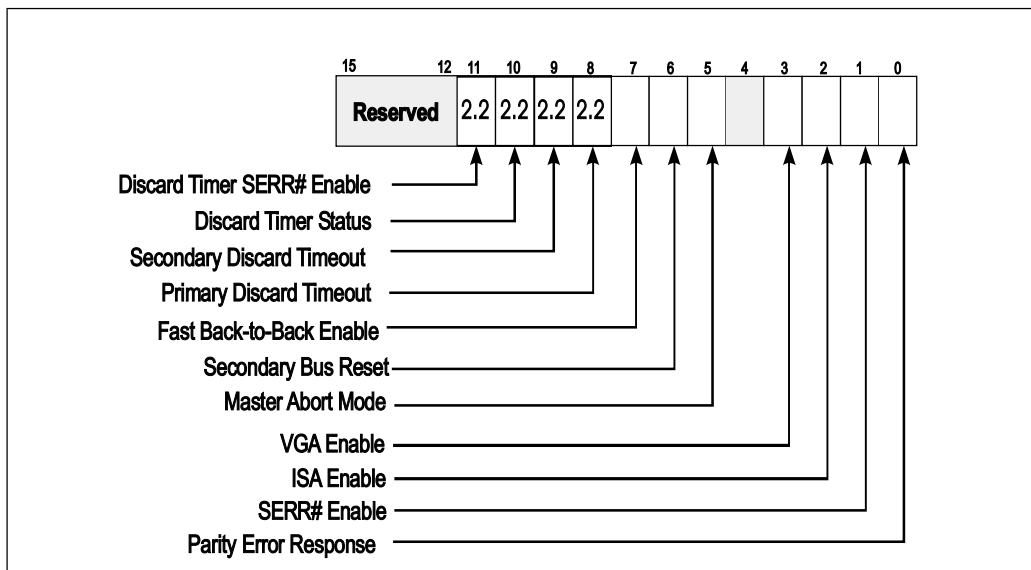 15 12 11 10 9 8 7 6 5 4 3 2 1 0
Reserved 2.2 2.2 2.2 2.2
Discard Timer SERR# Enable
Discard Timer Status
Secondary Discard Timeout
Primary Discard Timeout
Fast Back-to-Back Enable
Secondary Bus Reset
Master Abort Mode
VGA Enable
ISA Enable
SERR# Enable
Parity Error Response